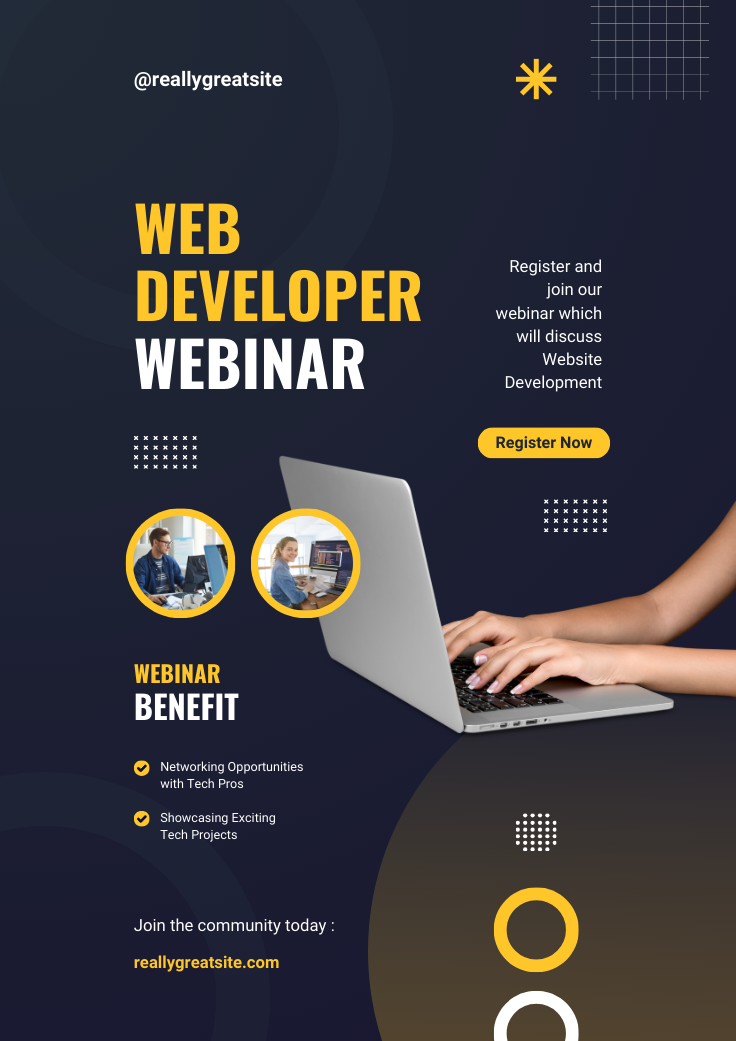 @reallygreatsite
WEB
DEVELOPER
WEBINAR
Register and
join our
webinar which
will discuss
Website
Development
Register Now
WEBINAR
BENEFIT
Networking Opportunities
with Tech Pros
Showcasing Exciting
Tech Projects
Join the community today :
reallygreatsite.com